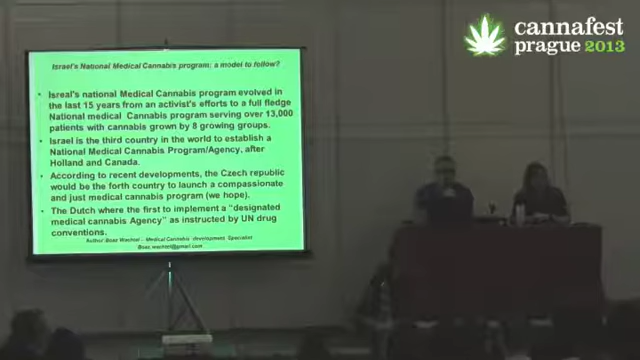 cannafest
prague 2013
Israel's National Medical Cannabis program: a model to follow?
• Isreal's national Medical Cannabis program evolved in
the last 15 years from an activist's efforts to a full fledge
National medical Cannabis program serving over 13,000
patients with cannabis grown by 8 growing groups.
• Israel is the third country in the world to establish a
National Medical Cannabis Program/Agency, after
Holland and Canada.
• According to recent developments, the Czech republic
would be the forth country to launch a compassionate
and just medical cannabis program (we hope).
• The Dutch where the first to implement a "designated
medical cannabis Agency" as instructed by UN drug
conventions.
Author Boaz Wachtel - Medical Cannabis development Specialist
Boaz.wachtel@gmail.com